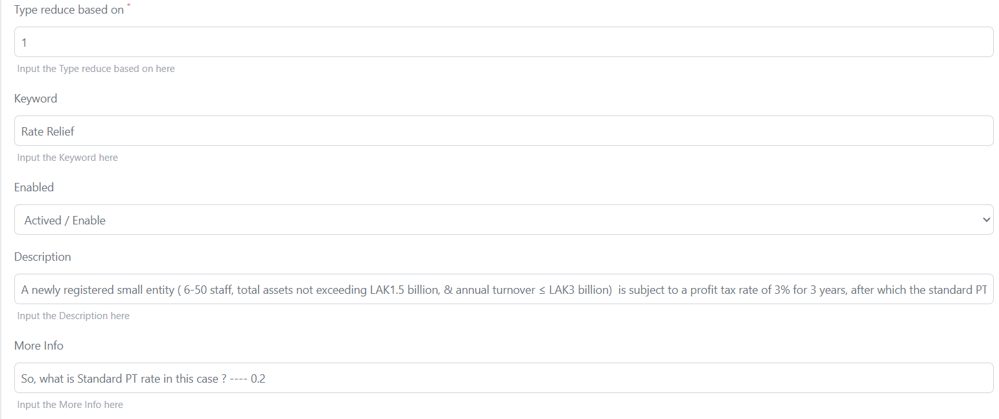 Type reduce based on *
1
Input the Type reduce based on here
Keyword
Rate Relief
Input the Keyword here
Enabled
Actived / Enable
Description
A newly registered small entity ( 6-50 staff, total assets not exceeding LAK1.5 billion, & annual turnover ≤ LAK3 billion)  is subject to a profit tax rate of 3% for 3 years, after which the standard PT
Input the Description here
More Info
So, what is Standard PT rate in this case ? ---- 0.2
Input the More Info here